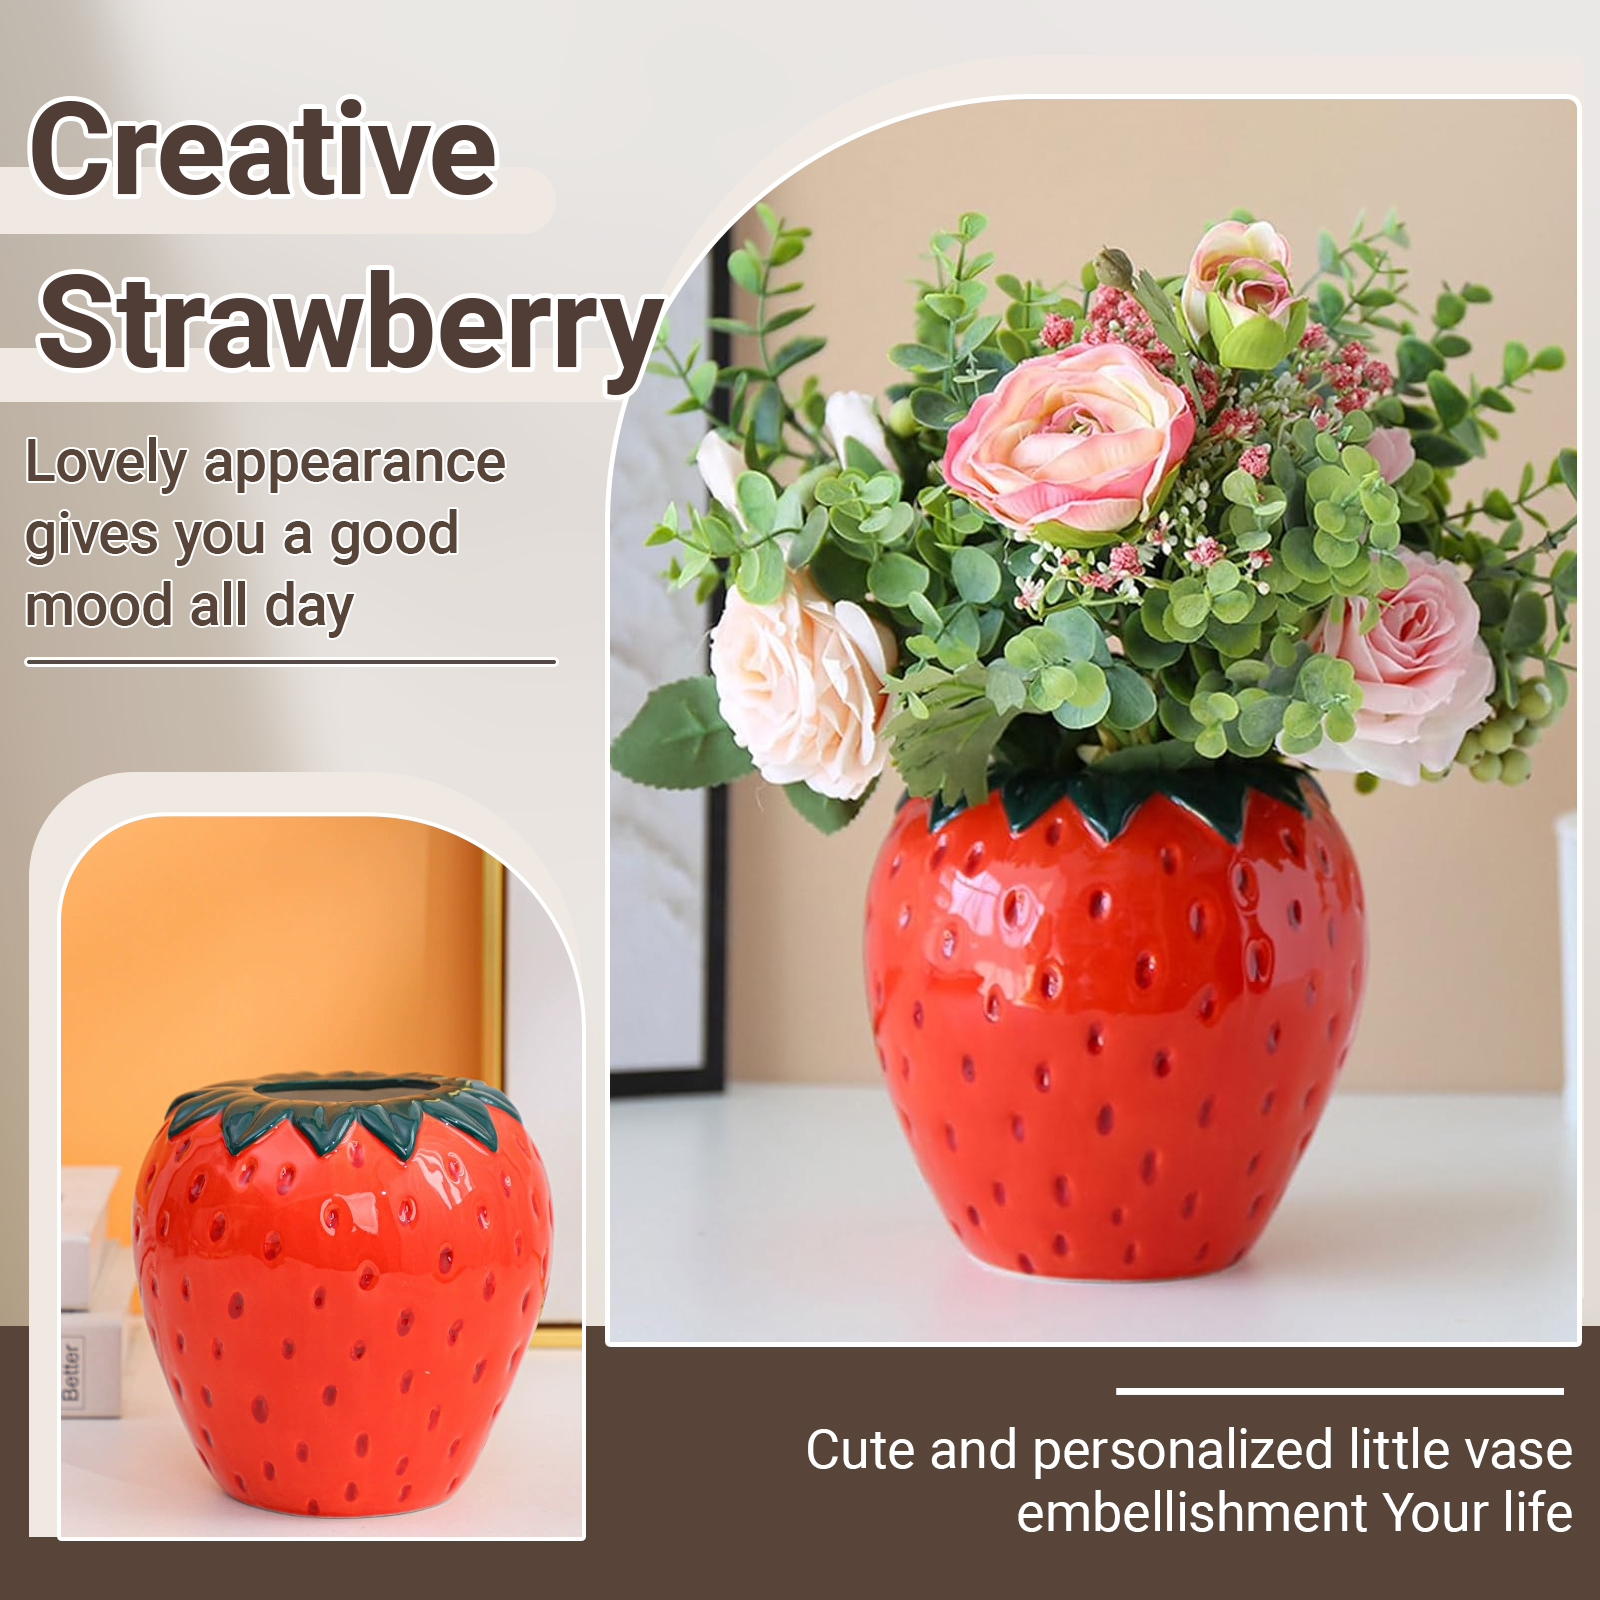 Creative
Strawberry
Lovely appearance
gives you a good
mood all day
Better
Cute and personalized little vase
embellishment Your life